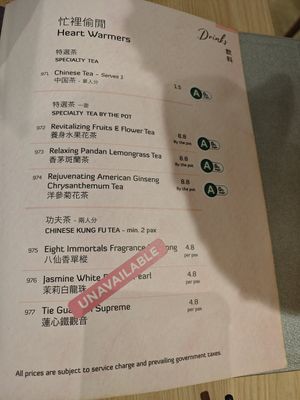 忙裡偷閒
Heart Warmers
Drinks
飲料
特選茶
SPECIALTY TEA
971 Chinese Tea - Serves 1 1.5 A
中国茶 - 單人分
特選茶 - 壺
SPECIALTY TEA BY THE POT
972 Revitalizing Fruits & Flower Tea 8.8 A
養身水果花茶 By the pot
973 Relaxing Pandan Lemongrass Tea 8.8 A
香茅斑蘭茶 By the pot
974 Rejuvenating American Ginseng 8.8 A
Chrysanthemum Tea By the pot
洋參菊花茶
功夫茶 - 兩人分
CHINESE KUNG FU TEA - min. 2 pax
975 Eight Immortals Fragrance 4.8
八仙香單樅 per pax
976 Jasmine White Pearl 4.8
茉莉白龍珠 per pax
UNAVAILABLE
977 Tie Supreme 4.8
蓮心鐵觀音 per pax
All prices are subject to service charge and prevailing government taxes.